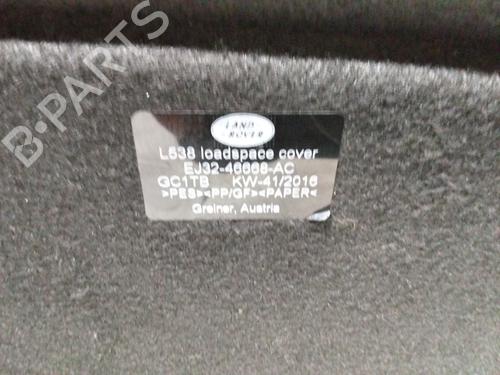 B-PARTS
LAND
ROVER
L538 loadspace cover
EJ32-46668-AC
GC1TB KW-41/2016
>PES<>PP/GF<>PAPER<
Greiner, Austria